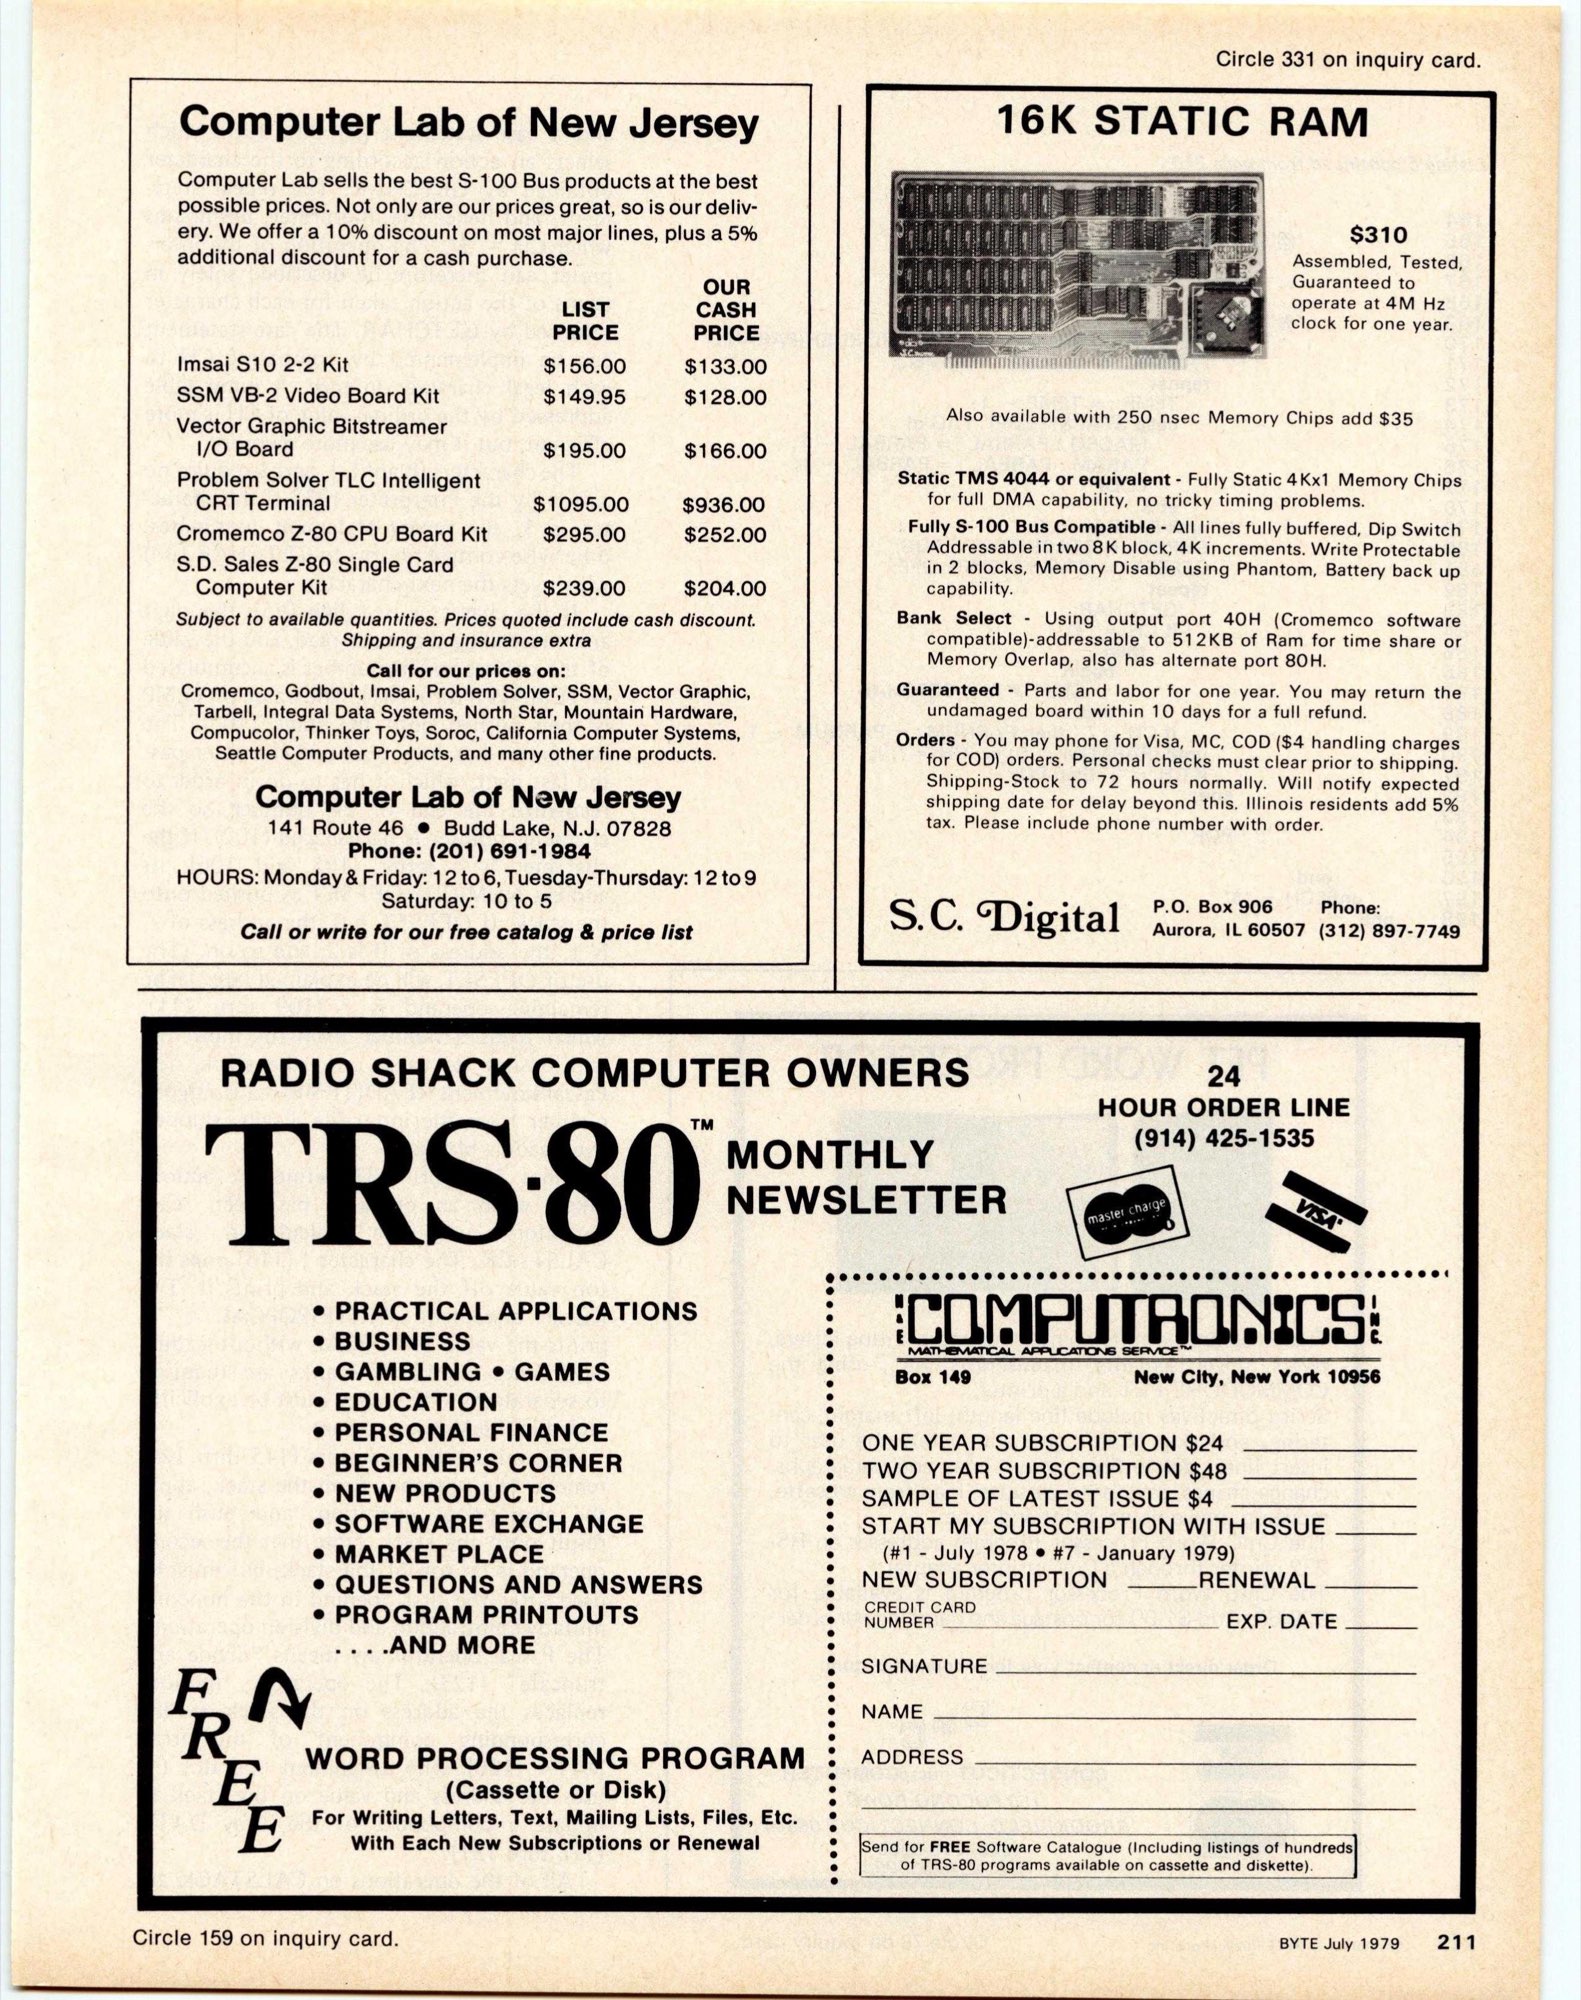 Circle 331 on inquiry card.
Computer Lab of New Jersey
Computer Lab sells the best S-100 Bus products at the best
possible prices. Not only are our prices great, so is our deliv-
ery. We offer a 10% discount on most major lines, plus a 5%
additional discount for a cash purchase.
LIST PRICE OUR CASH PRICE
Imsai S10 2-2 Kit $156.00 $133.00
SSM VB-2 Video Board Kit $149.95 $128.00
Vector Graphic Bitstreamer
I/O Board $195.00 $166.00
Problem Solver TLC Intelligent
CRT Terminal $1095.00 $936.00
Cromemco Z-80 CPU Board Kit $295.00 $252.00
S.D. Sales Z-80 Single Card
Computer Kit $239.00 $204.00
Subject to available quantities. Prices quoted include cash discount.
Shipping and insurance extra
Call for our prices on:
Cromemco, Godbout, Imsai, Problem Solver, SSM, Vector Graphic,
Tarbell, Integral Data Systems, North Star, Mountain Hardware,
Compucolor, Thinker Toys, Soroc, California Computer Systems,
Seattle Computer Products, and many other fine products.
Computer Lab of New Jersey
141 Route 46 • Budd Lake, N.J. 07828
Phone: (201) 691-1984
HOURS: Monday & Friday: 12 to 6, Tuesday-Thursday: 12 to 9
Saturday: 10 to 5
Call or write for our free catalog & price list
16K STATIC RAM
$310
Assembled, Tested,
Guaranteed to
operate at 4M Hz
clock for one year.
Also available with 250 nsec Memory Chips add $35
Static TMS 4044 or equivalent - Fully Static 4Kx1 Memory Chips
for full DMA capability, no tricky timing problems.
Fully S-100 Bus Compatible - All lines fully buffered, Dip Switch
Addressable in two 8K block, 4K increments. Write Protectable
in 2 blocks, Memory Disable using Phantom, Battery back up
capability.
Bank Select - Using output port 40H (Cromemco software
compatible)-addressable to 512KB of Ram for time share or
Memory Overlap, also has alternate port 80H.
Guaranteed - Parts and labor for one year. You may return the
undamaged board within 10 days for a full refund.
Orders - You may phone for Visa, MC, COD ($4 handling charges
for COD) orders. Personal checks must clear prior to shipping.
Shipping-Stock to 72 hours normally. Will notify expected
shipping date for delay beyond this. Illinois residents add 5%
tax. Please include phone number with order.
S.C. Digital
P.O. Box 906 Phone:
Aurora, IL 60507 (312) 897-7749
RADIO SHACK COMPUTER OWNERS
TRS-80™
MONTHLY
NEWSLETTER
24
HOUR ORDER LINE
(914) 425-1535
master charge
VISA
• PRACTICAL APPLICATIONS
• BUSINESS
• GAMBLING • GAMES
• EDUCATION
• PERSONAL FINANCE
• BEGINNER'S CORNER
• NEW PRODUCTS
• SOFTWARE EXCHANGE
• MARKET PLACE
• QUESTIONS AND ANSWERS
• PROGRAM PRINTOUTS
. . . .AND MORE
FREE
WORD PROCESSING PROGRAM
(Cassette or Disk)
For Writing Letters, Text, Mailing Lists, Files, Etc.
With Each New Subscriptions or Renewal
COMPUTRONICS
MATHEMATICAL APPLICATIONS SERVICE™
Box 149 New City, New York 10956
ONE YEAR SUBSCRIPTION $24
TWO YEAR SUBSCRIPTION $48
SAMPLE OF LATEST ISSUE $4
START MY SUBSCRIPTION WITH ISSUE
(#1 - July 1978 • #7 - January 1979)
NEW SUBSCRIPTION RENEWAL
CREDIT CARD
NUMBER EXP. DATE
SIGNATURE
NAME
ADDRESS
Send for FREE Software Catalogue (Including listings of hundreds
of TRS-80 programs available on cassette and diskette).
Circle 159 on inquiry card.
BYTE July 1979 211